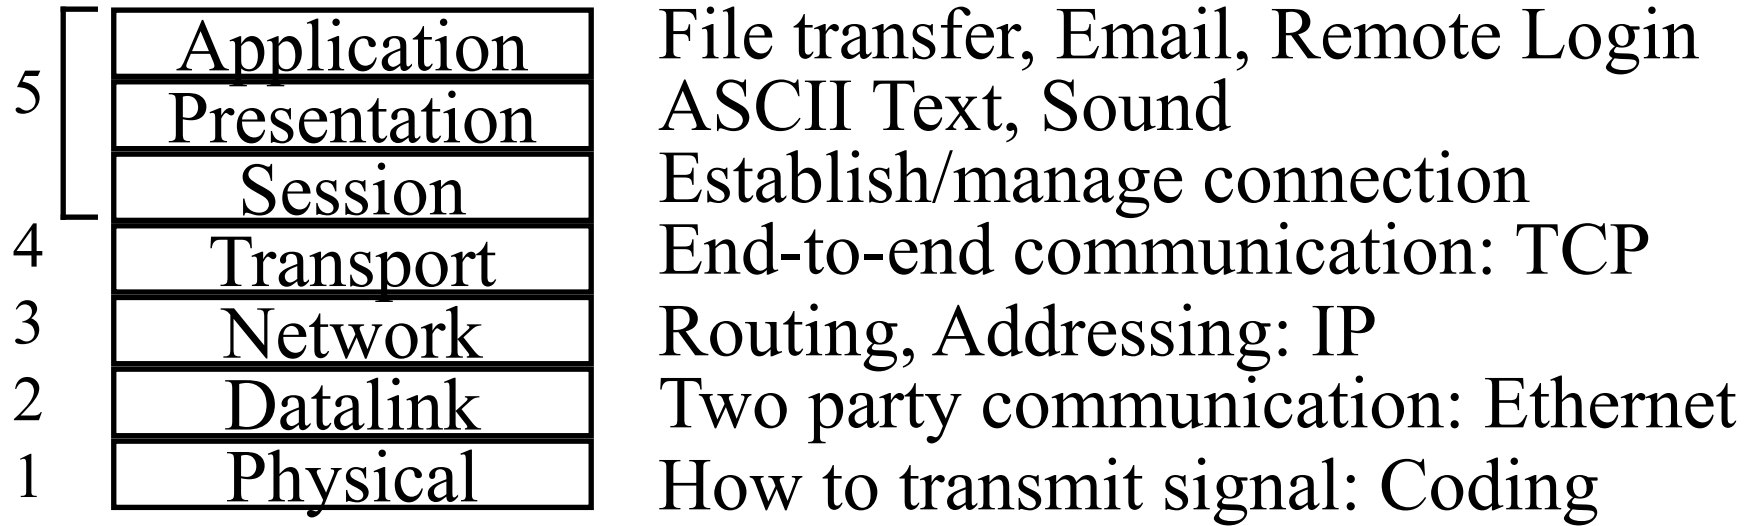 Application File transfer, Email, Remote Login
5
Presentation ASCII Text, Sound
Session Establish/manage connection
4 Transport End-to-end communication: TCP
3 Network Routing, Addressing: IP
2 Datalink Two party communication: Ethernet
1 Physical How to transmit signal: Coding